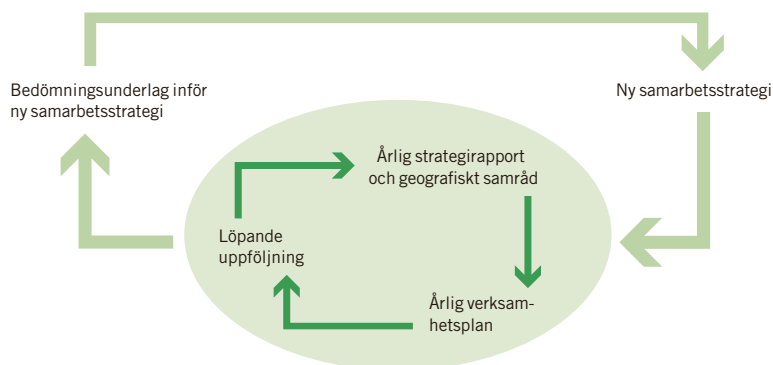 Bedömningsunderlag inför
ny samarbetsstrategi
Ny samarbetsstrategi
Årlig strategirapport
och geografiskt samråd
Löpande
uppföljning
Årlig verksam-
hetsplan